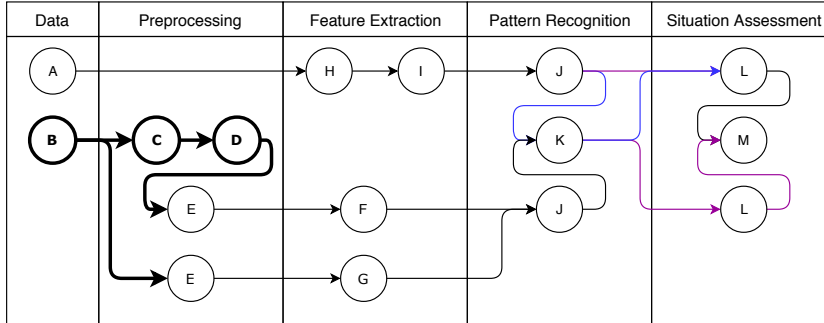 Data Preprocessing Feature Extraction Pattern Recognition Situation Assessment
A H I J L
B C D K M
E F J L
E G